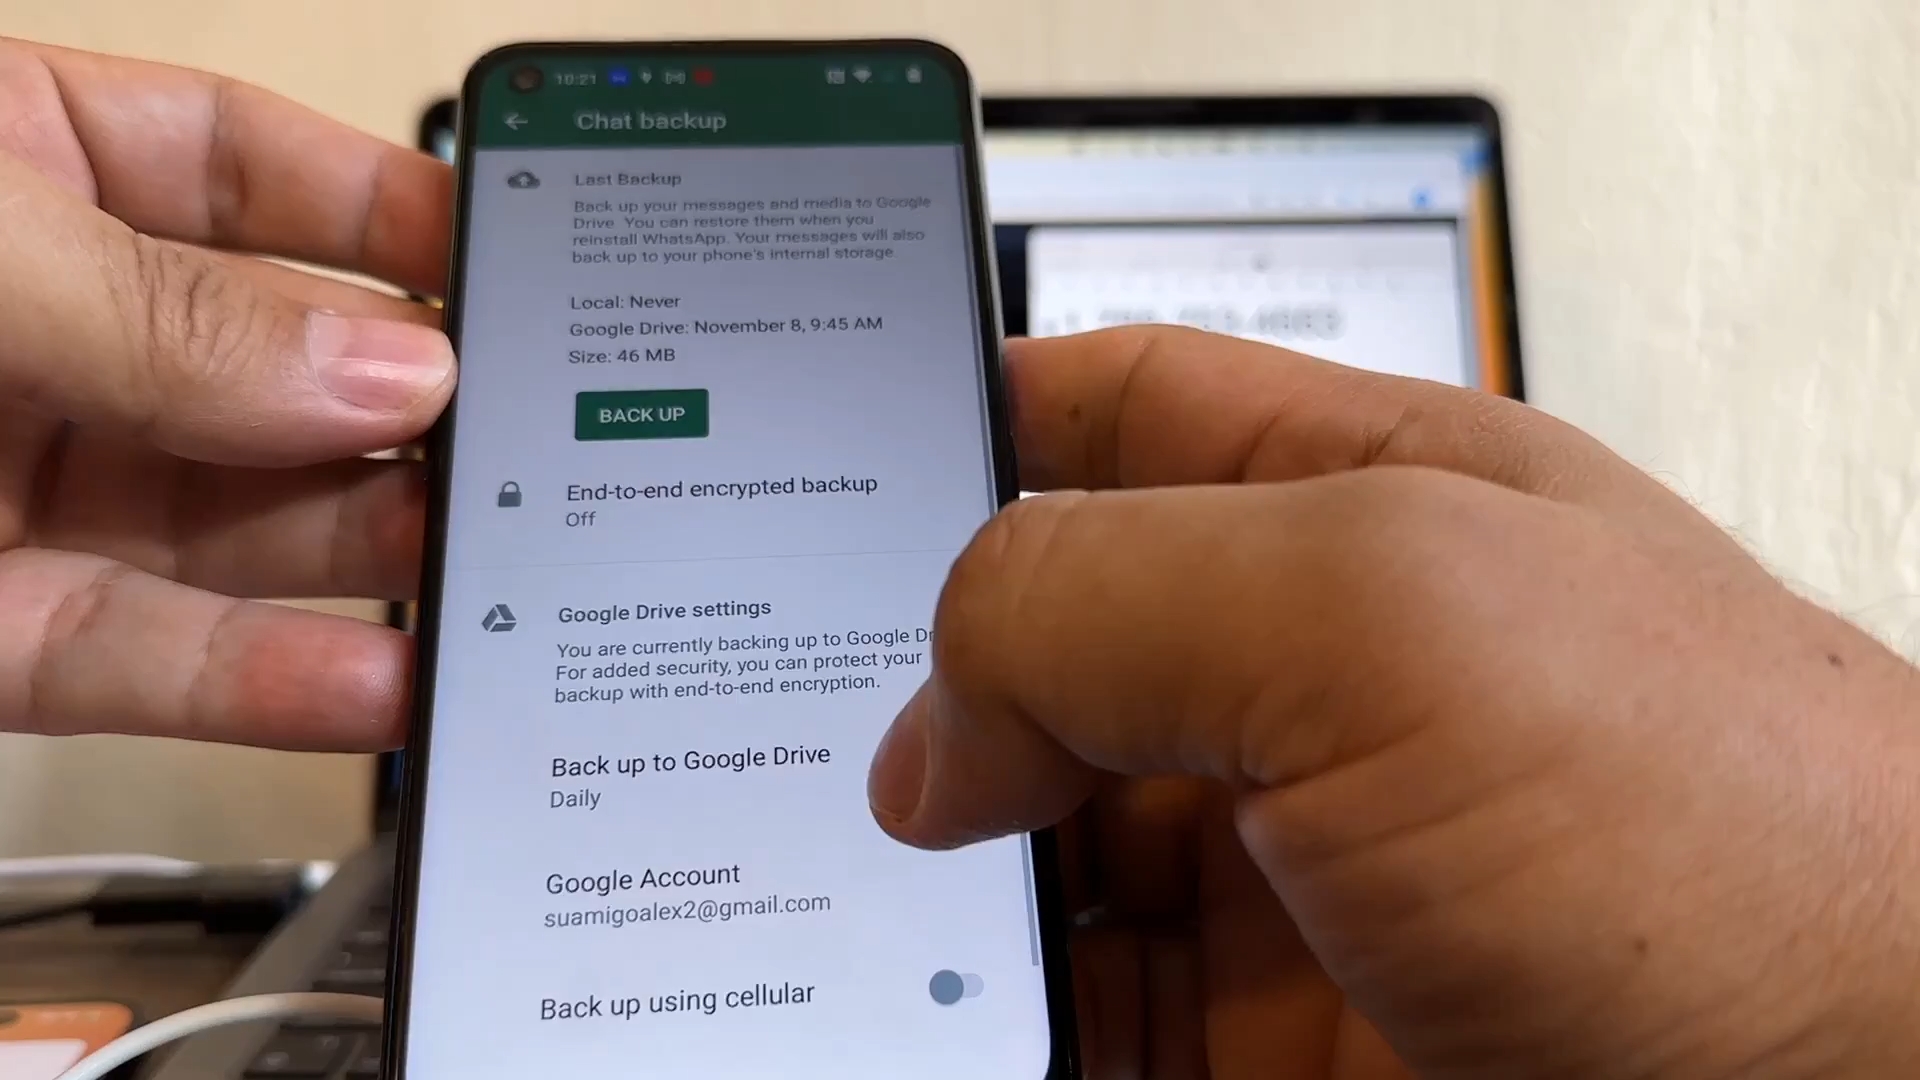 10:21
Chat backup
Last Backup
Back up your messages and media to Google
Drive. You can restore them when you
reinstall WhatsApp. Your messages will also
back up to your phone's internal storage.
Local: Never
Google Drive: November 8, 9:45 AM
Size: 46 MB
BACK UP
End-to-end encrypted backup
Off
Google Drive settings
You are currently backing up to Google Dr
For added security, you can protect your
backup with end-to-end encryption.
Back up to Google Drive
Daily
Google Account
suamigoalex2@gmail.com
Back up using cellular